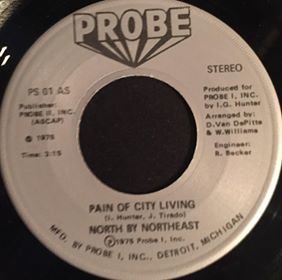 PROBE
STEREO
PS 01 AS
Publisher:
PROBE II, INC.
(ASCAP)
℗ 1975
Time: 3:15
Produced for
PROBE I, INC.
by I.G. Hunter
Arranged by
D. Van DePitte
& W. Williams
Engineer:
R. Becker
PAIN OF CITY LIVING
(I. Hunter, J. Tirado)
NORTH BY NORTHEAST
℗1975 Probe I, Inc.
MFD. BY PROBE I, INC., DETROIT, MICHIGAN